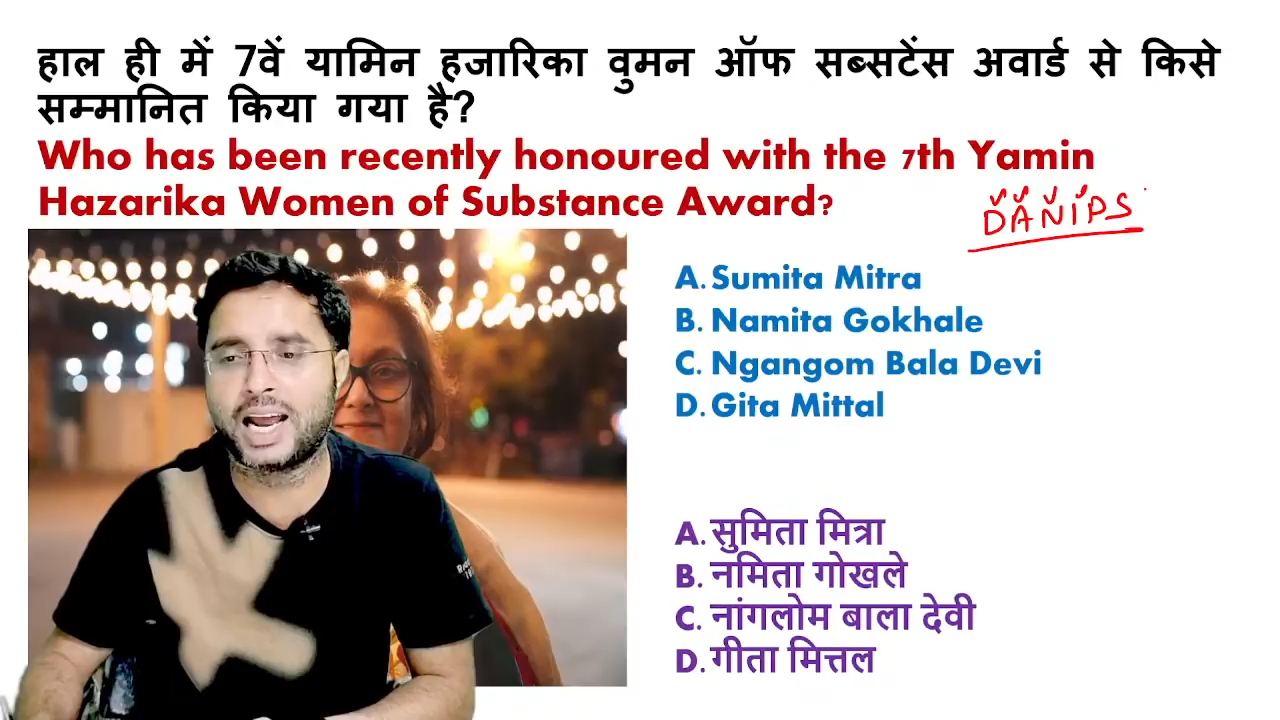 हाल ही में 7वें यामिन हजारिका वुमन ऑफ सब्सटेंस अवार्ड से किसे
सम्मानित किया गया है?
Who has been recently honoured with the 7th Yamin
Hazarika Women of Substance Award?
DANIPS
A. Sumita Mitra
B. Namita Gokhale
C. Ngangom Bala Devi
D. Gita Mittal
A. सुमिता मित्रा
B. नमिता गोखले
C. नांगलोम बाला देवी
D. गीता मित्तल